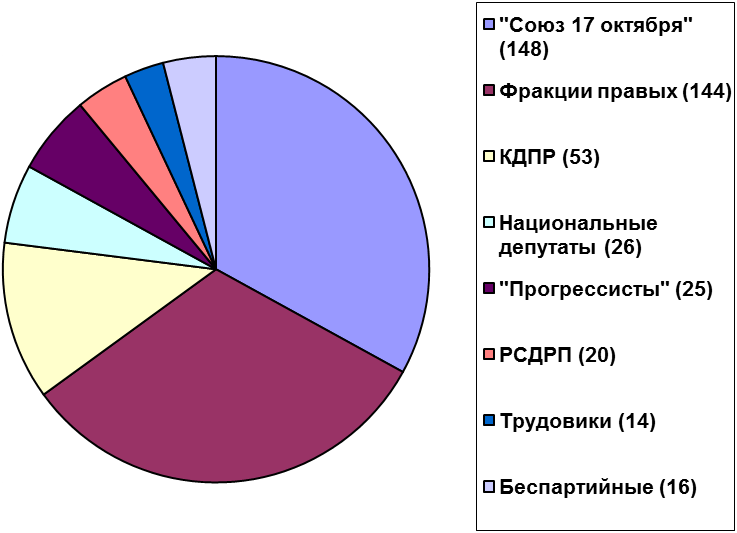 "Союз 17 октября"
(148)
Фракции правых (144)
КДПР (53)
Национальные
депутаты (26)
"Прогрессисты" (25)
РСДРП (20)
Трудовики (14)
Беспартийные (16)